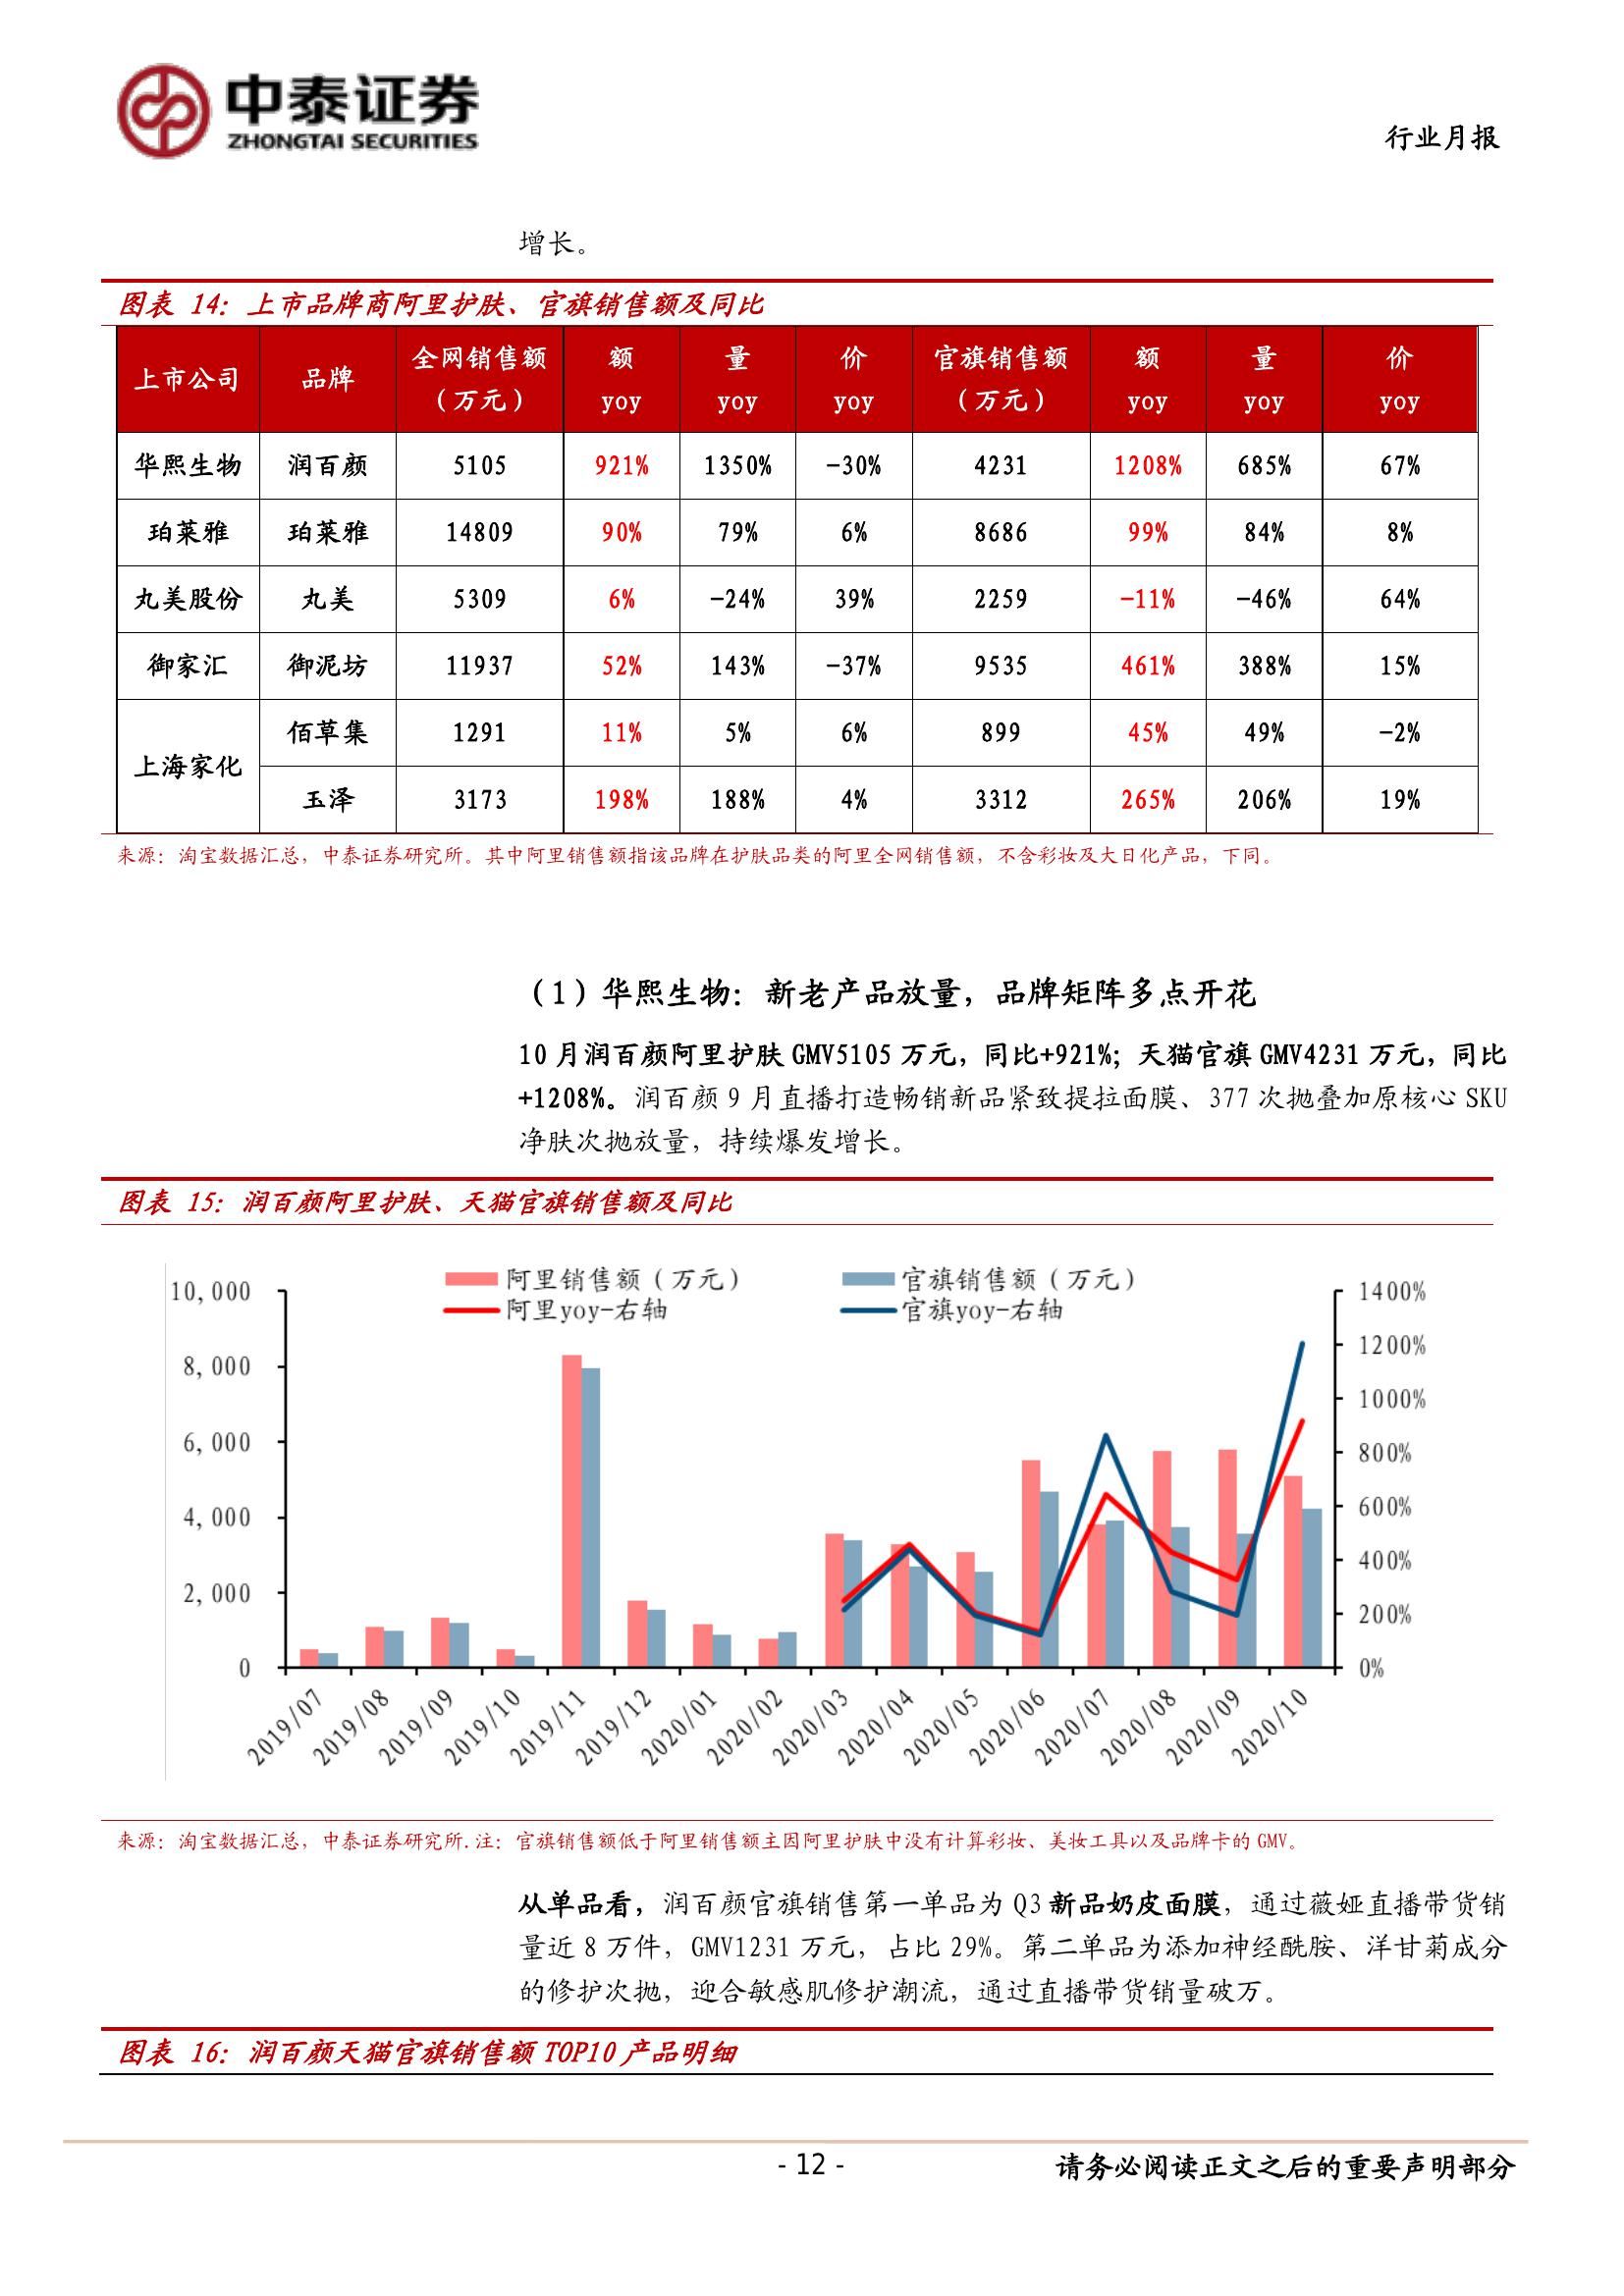 中泰证券
ZHONGTAI SECURITIES
行业月报
增长。
图表 14：上市品牌商阿里护肤、官旗销售额及同比
上市公司 品牌 全网销售额（万元） 额yoy 量yoy 价yoy 官旗销售额（万元） 额yoy 量yoy 价yoy
华熙生物 润百颜 5105 921% 1350% -30% 4231 1208% 685% 67%
珀莱雅 珀莱雅 14809 90% 79% 6% 8686 99% 84% 8%
丸美股份 丸美 5309 6% -24% 39% 2259 -11% -46% 64%
御家汇 御泥坊 11937 52% 143% -37% 9535 461% 388% 15%
上海家化 佰草集 1291 11% 5% 6% 899 45% 49% -2%
玉泽 3173 198% 188% 4% 3312 265% 206% 19%
来源：淘宝数据汇总，中泰证券研究所。其中阿里销售额指该品牌在护肤品类的阿里全网销售额，不含彩妆及大日化产品，下同。
（1）华熙生物：新老产品放量，品牌矩阵多点开花
10 月润百颜阿里护肤 GMV5105 万元，同比+921%；天猫官旗 GMV4231 万元，同比
+1208%。润百颜 9 月直播打造畅销新品紧致提拉面膜、377 次抛叠加原核心 SKU
净肤次抛放量，持续爆发增长。
图表 15：润百颜阿里护肤、天猫官旗销售额及同比
阿里销售额（万元） 官旗销售额（万元）
阿里yoy-右轴 官旗yoy-右轴
10,000
8,000
6,000
4,000
2,000
0
1400%
1200%
1000%
800%
600%
400%
200%
0%
2019/07 2019/08 2019/09 2019/10 2019/11 2019/12 2020/01 2020/02 2020/03 2020/04 2020/05 2020/06 2020/07 2020/08 2020/09 2020/10
来源：淘宝数据汇总，中泰证券研究所.注：官旗销售额低于阿里销售额主因阿里护肤中没有计算彩妆、美妆工具以及品牌卡的 GMV。
从单品看，润百颜官旗销售第一单品为 Q3 新品奶皮面膜，通过薇娅直播带货销
量近 8 万件，GMV1231 万元，占比 29%。第二单品为添加神经酰胺、洋甘菊成分
的修护次抛，迎合敏感肌修护潮流，通过直播带货销量破万。
图表 16：润百颜天猫官旗销售额 TOP10 产品明细
- 12 -
请务必阅读正文之后的重要声明部分